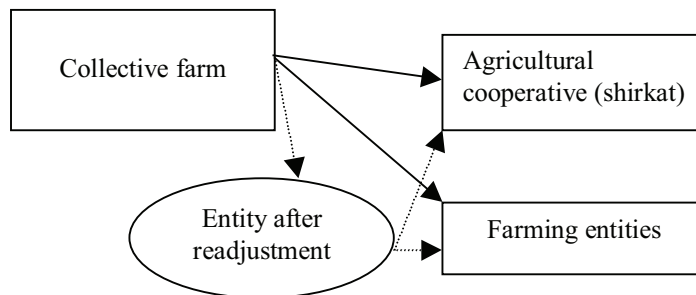 Collective farm
Agricultural
cooperative (shirkat)
Entity after
readjustment
Farming entities